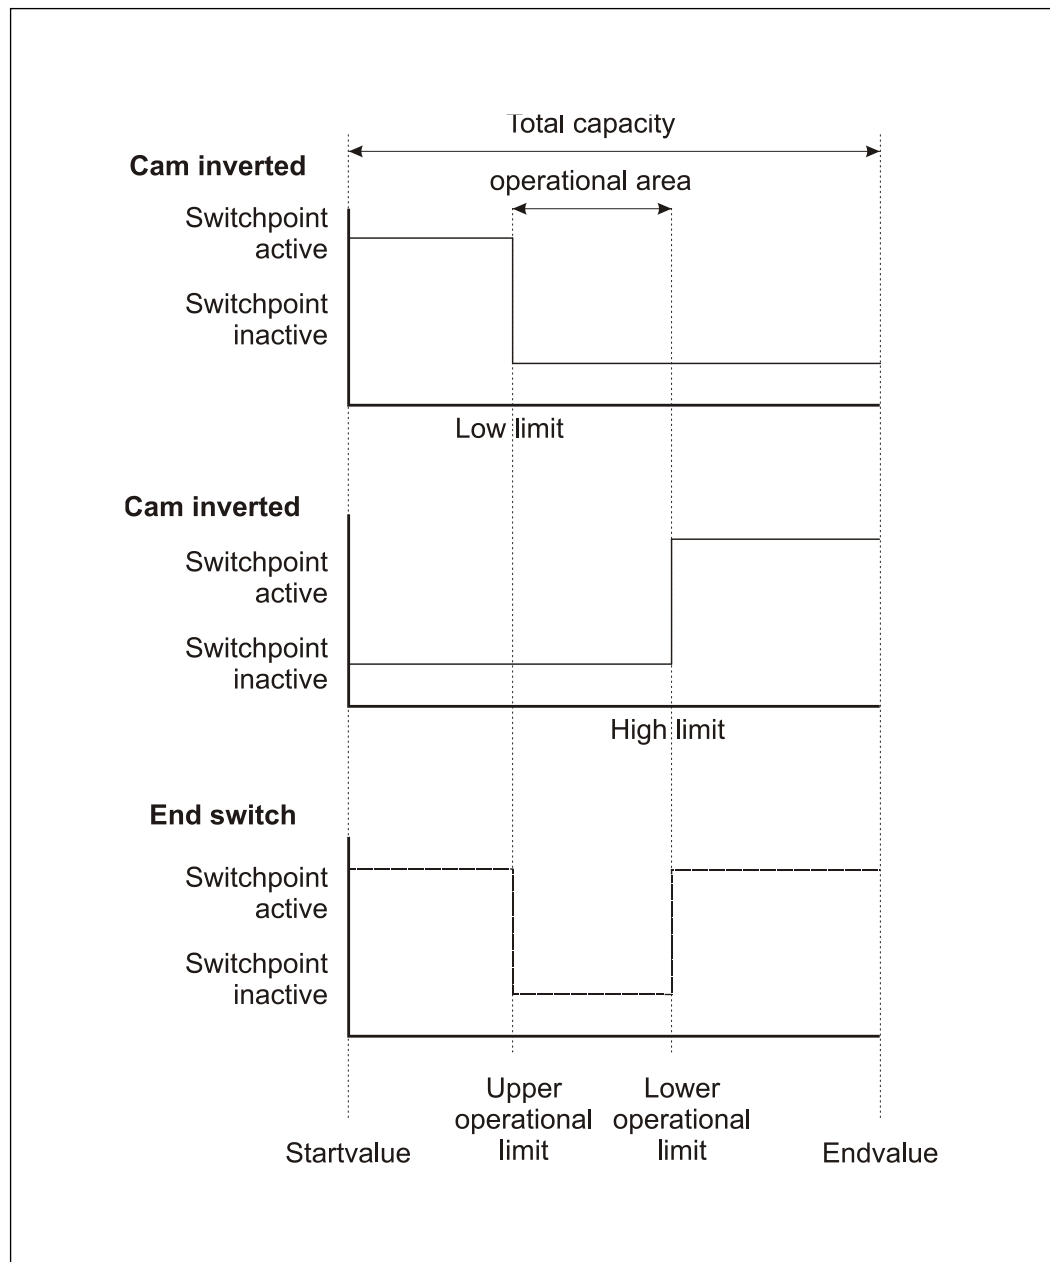 Total capacity
Cam inverted
operational area
Switchpoint
active
Switchpoint
inactive
Low limit
Cam inverted
Switchpoint
active
Switchpoint
inactive
High limit
End switch
Switchpoint
active
Switchpoint
inactive
Upper
operational
limit
Lower
operational
limit
Startvalue
Endvalue